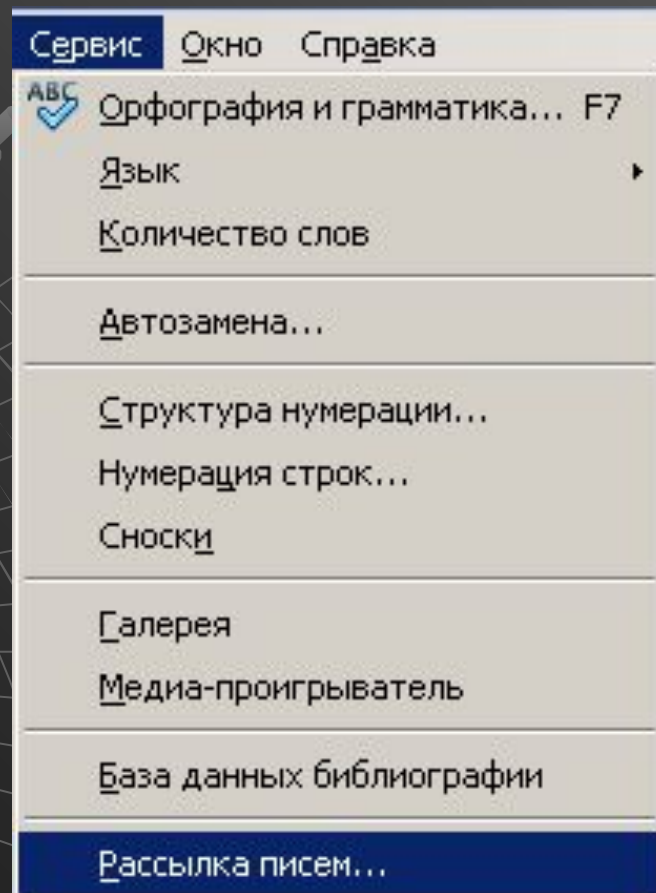 Сервис Окно Справка
ABC Орфография и грамматика... F7
Язык
Количество слов
Автозамена...
Структура нумерации...
Нумерация строк...
Сноски
Галерея
Медиа-проигрыватель
База данных библиографии
Рассылка писем...